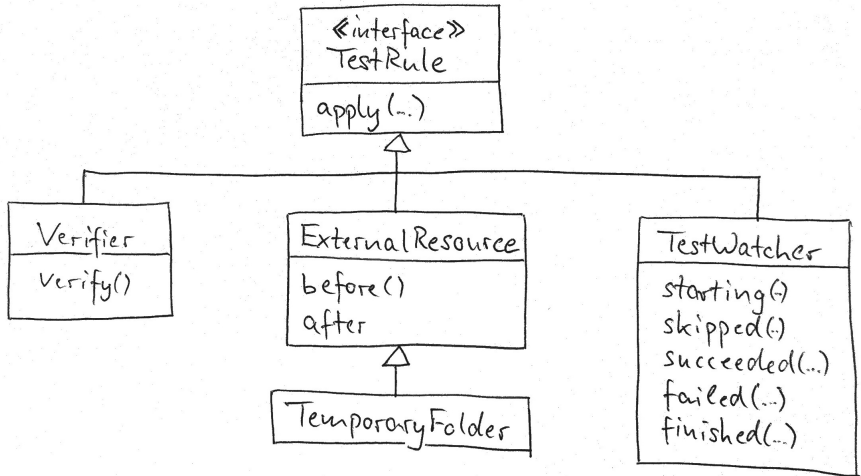 ≪interface≫
TestRule
apply(...)
Verifier
verify()
ExternalResource
before()
after
TemporaryFolder
TestWatcher
starting(..)
skipped(..)
succeeded(...)
failed(...)
finished(...)